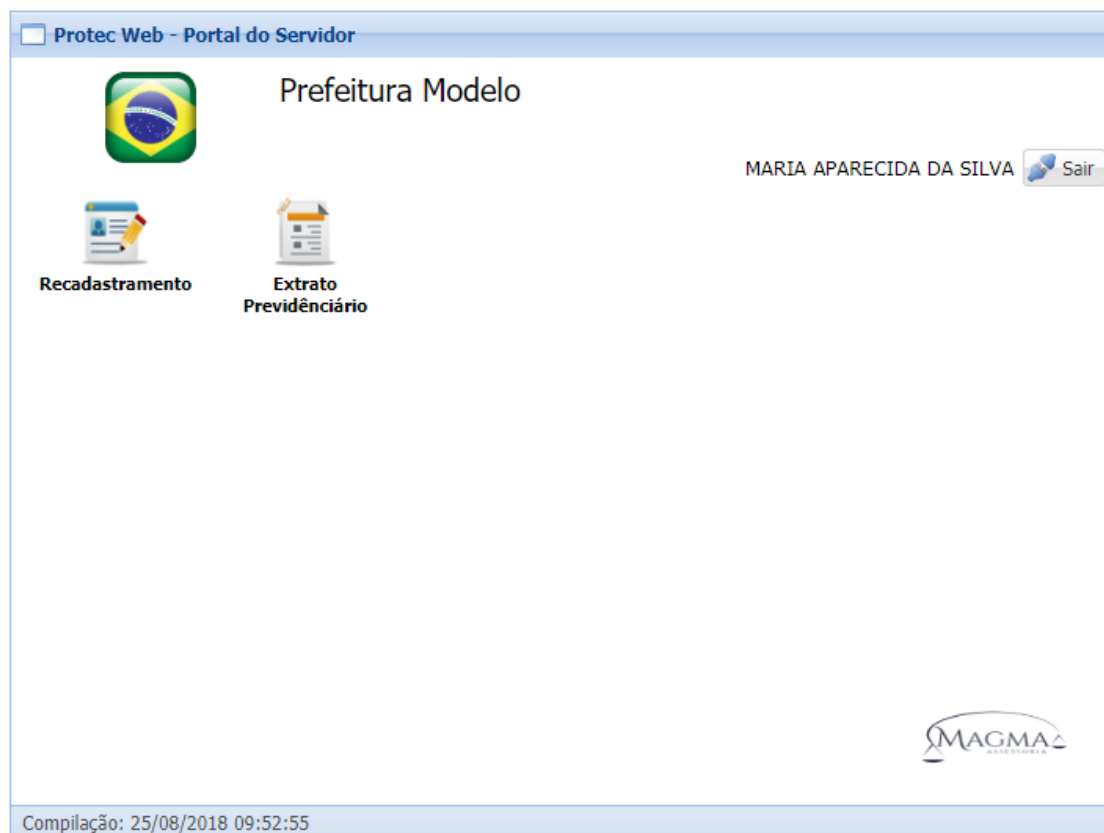 Protec Web - Portal do Servidor
Prefeitura Modelo
MARIA APARECIDA DA SILVA Sair
Recadastramento
Extrato
Previdênciário
MAGMA
ASSESSORIA
Compilação: 25/08/2018 09:52:55